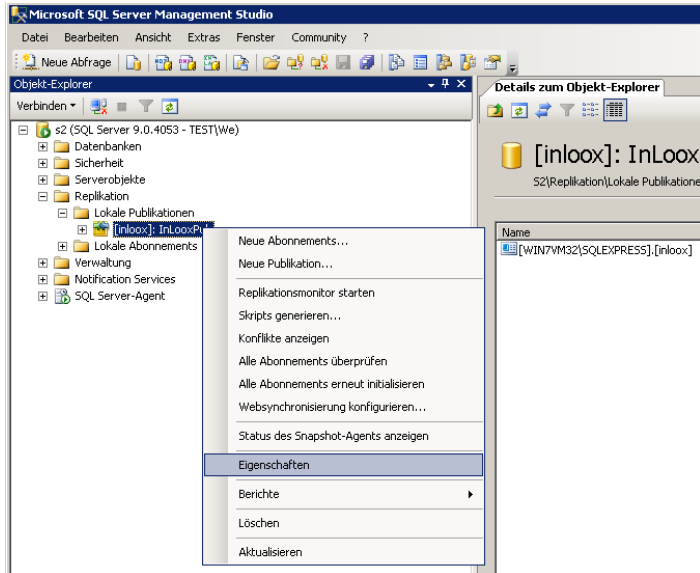 Microsoft SQL Server Management Studio
Datei Bearbeiten Ansicht Extras Fenster Community ?
Neue Abfrage
Objekt-Explorer
Verbinden
s2 (SQL Server 9.0.4053 - TEST\We)
Datenbanken
Sicherheit
Serverobjekte
Replikation
Lokale Publikationen
[inloox]: InLooxPub
Lokale Abonnements
Verwaltung
Notification Services
SQL Server-Agent
Neue Abonnements...
Neue Publikation...
Replikationsmonitor starten
Skripts generieren...
Konflikte anzeigen
Alle Abonnements überprüfen
Alle Abonnements erneut initialisieren
Websynchronisierung konfigurieren...
Status des Snapshot-Agents anzeigen
Eigenschaften
Berichte
Löschen
Aktualisieren
Details zum Objekt-Explorer
[inloox]: InLoox
S2\Replikation\Lokale Publikatione
Name
[WIN7VM32\SQLEXPRESS].[inloox]